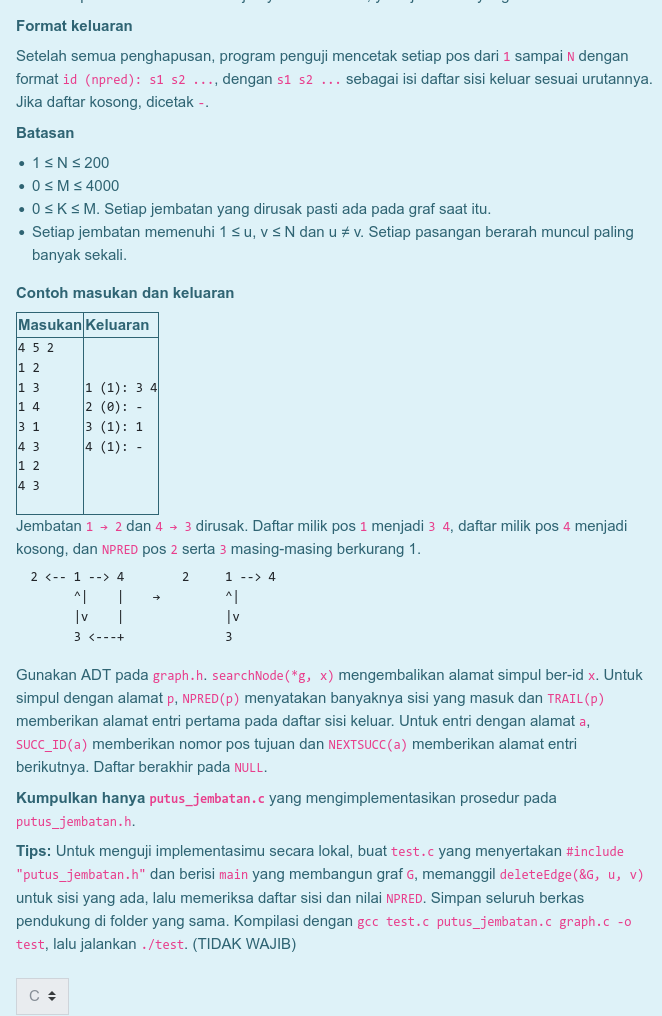 Format keluaran
Setelah semua penghapusan, program penguji mencetak setiap pos dari 1 sampai N dengan
format id (npred): s1 s2 ..., dengan s1 s2 ... sebagai isi daftar sisi keluar sesuai urutannya.
Jika daftar kosong, dicetak -.
Batasan
• 1 ≤ N ≤ 200
• 0 ≤ M ≤ 4000
• 0 ≤ K ≤ M. Setiap jembatan yang dirusak pasti ada pada graf saat itu.
• Setiap jembatan memenuhi 1 ≤ u, v ≤ N dan u ≠ v. Setiap pasangan berarah muncul paling
banyak sekali.
Contoh masukan dan keluaran
Masukan Keluaran
4 5 2
1 2
1 3 1 (1): 3 4
1 4 2 (0): -
3 1 3 (1): 1
4 3 4 (1): -
1 2
4 3
Jembatan 1 → 2 dan 4 → 3 dirusak. Daftar milik pos 1 menjadi 3 4, daftar milik pos 4 menjadi
kosong, dan NPRED pos 2 serta 3 masing-masing berkurang 1.
2 <-- 1 --> 4        2     1 --> 4
^|    |    →         ^|
|v    |              |v
3 <---+              3
Gunakan ADT pada graph.h. searchNode(*g, x) mengembalikan alamat simpul ber-id x. Untuk
simpul dengan alamat p, NPRED(p) menyatakan banyaknya sisi yang masuk dan TRAIL(p)
memberikan alamat entri pertama pada daftar sisi keluar. Untuk entri dengan alamat a,
SUCC_ID(a) memberikan nomor pos tujuan dan NEXTSUCC(a) memberikan alamat entri
berikutnya. Daftar berakhir pada NULL.
Kumpulkan hanya putus_jembatan.c yang mengimplementasikan prosedur pada
putus_jembatan.h.
Tips: Untuk menguji implementasimu secara lokal, buat test.c yang menyertakan #include
"putus_jembatan.h" dan berisi main yang membangun graf G, memanggil deleteEdge(&G, u, v)
untuk sisi yang ada, lalu memeriksa daftar sisi dan nilai NPRED. Simpan seluruh berkas
pendukung di folder yang sama. Kompilasi dengan gcc test.c putus_jembatan.c graph.c -o
test, lalu jalankan ./test. (TIDAK WAJIB)
C